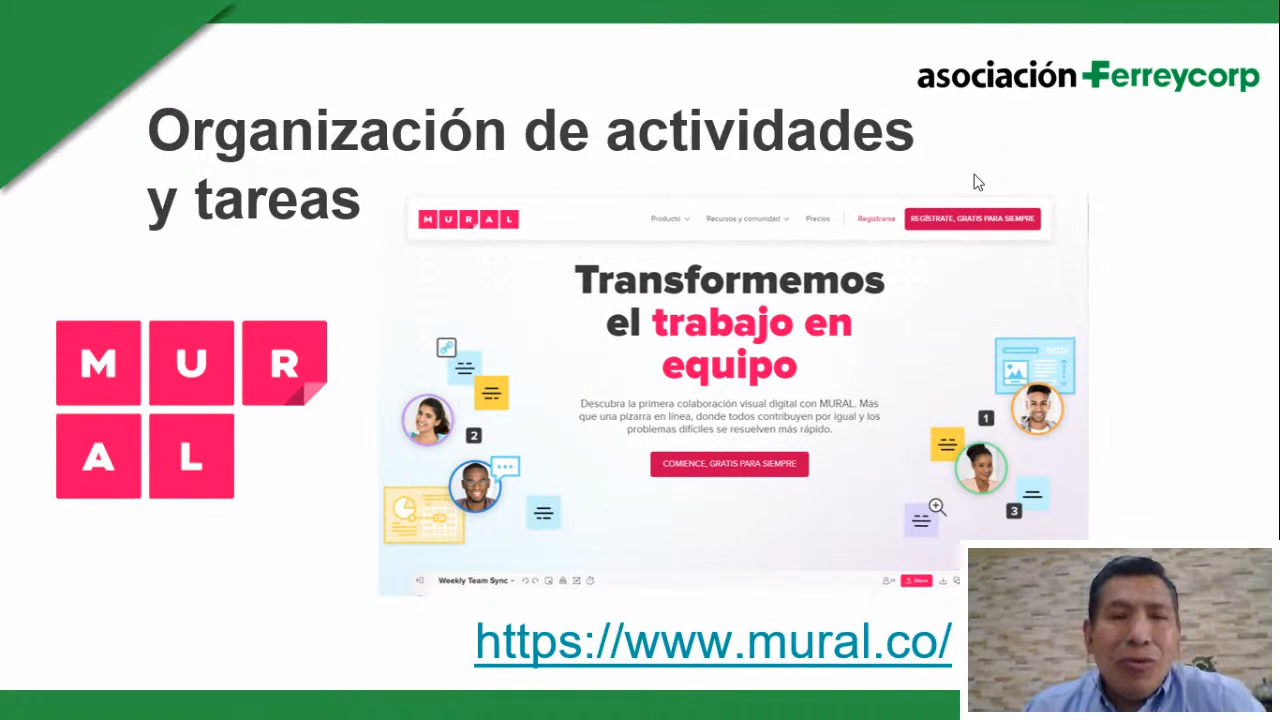 asociación Ferreycorp
Organización de actividades
y tareas
MURAL
Producto
Recursos y comunidad
Precios
Registrarse
REGÍSTRATE, GRATIS PARA SIEMPRE
Transformemos
el trabajo en
equipo
M U R
A L
Descubra la primera colaboración visual digital con MURAL. Más
que una pizarra en línea, donde todos contribuyen por igual y los
problemas difíciles se resuelven más rápido.
COMIENCE, GRATIS PARA SIEMPRE
2
1
3
Weekly Team Sync
Share
https://www.mural.co/